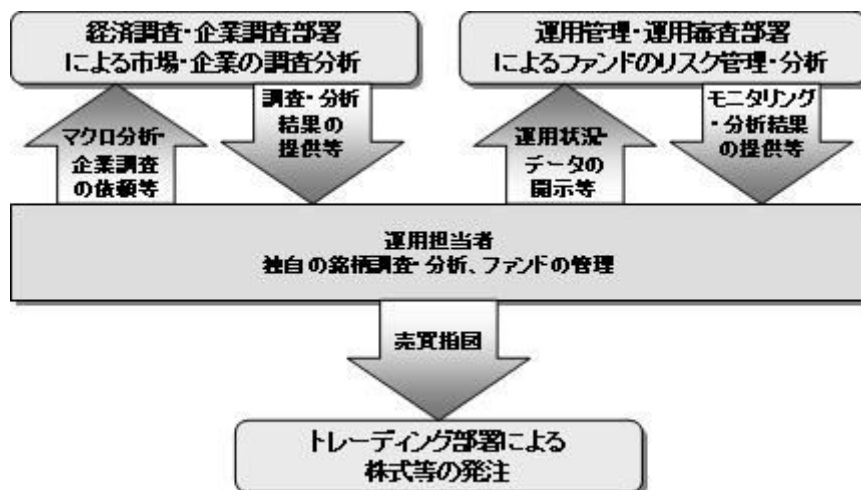 経済調査・企業調査部署
による市場・企業の調査分析
運用管理・運用審査部署
によるファンドのリスク管理・分析
マクロ分析・
企業調査
の依頼等
調査・分析
結果の
提供等
運用状況・
データの
開示等
モニタリング
・分析結果
の提供等
運用担当者
独自の銘柄調査・分析、ファンドの管理
売買指図
トレーディング部署による
株式等の発注